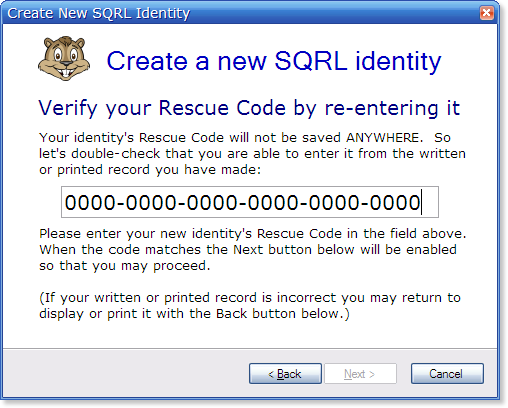 Create New SQRL Identity
Create a new SQRL identity
Verify your Rescue Code by re-entering it
Your identity's Rescue Code will not be saved ANYWHERE.  So
let's double-check that you are able to enter it from the written
or printed record you have made:
0000-0000-0000-0000-0000-0000
Please enter your new identity's Rescue Code in the field above.
When the code matches the Next button below will be enabled
so that you may proceed.
(If your written or printed record is incorrect you may return to
display or print it with the Back button below.)
< Back Next > Cancel